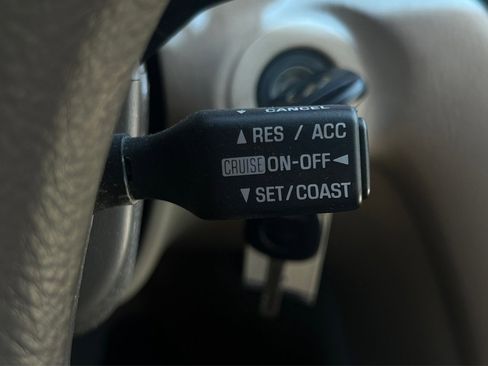 ▼ CANCEL
▲ RES / ACC
CRUISE ON-OFF ◄
▼ SET/COAST